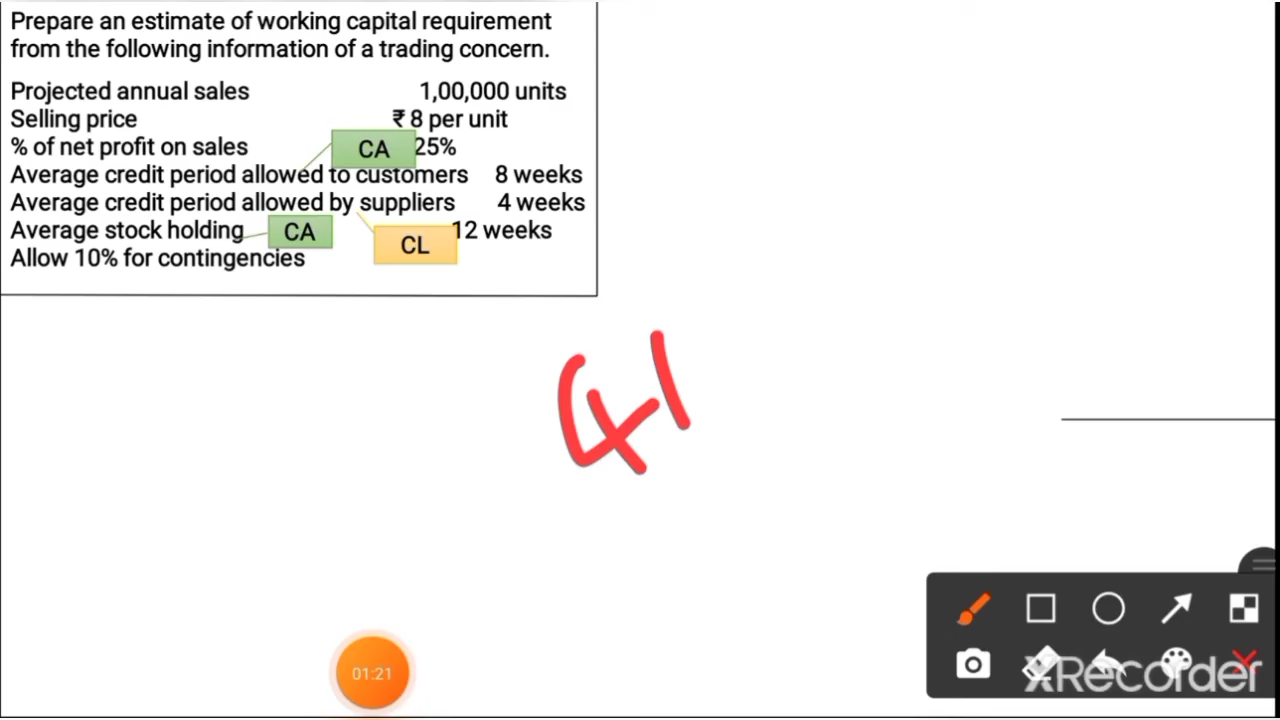 Prepare an estimate of working capital requirement
from the following information of a trading concern.
Projected annual sales 1,00,000 units
Selling price ₹ 8 per unit
% of net profit on sales 25%
CA
Average credit period allowed to customers 8 weeks
Average credit period allowed by suppliers 4 weeks
Average stock holding 12 weeks
CA
CL
Allow 10% for contingencies
41
01:21
XRecorder